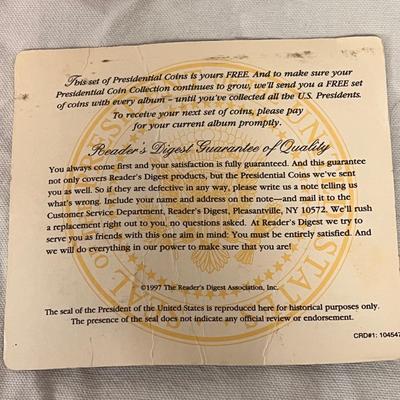 This set of Presidential Coins is yours FREE. And to make sure your
Presidential Coin Collection continues to grow, we'll send you a FREE set
of coins with every album – until you've collected all the U.S. Presidents.
To receive your next set of coins, please pay
for your current album promptly.
Reader's Digest Guarantee of Quality
You always come first and your satisfaction is fully guaranteed. And this guarantee
not only covers Reader's Digest products, but the Presidential Coins we've sent
you as well. So if they are defective in any way, please write us a note telling us
what's wrong. Include your name and address on the note—and mail it to the
Customer Service Department, Reader's Digest, Pleasantville, NY 10572. We'll rush
a replacement right out to you, no questions asked. At Reader's Digest we try to
serve you as friends with this one aim in mind: You must be entirely satisfied. And
we will do everything in our power to make sure that you are!
©1997 The Reader's Digest Association, Inc.
The seal of the President of the United States is reproduced here for historical purposes only.
The presence of the seal does not indicate any official review or endorsement.
CRD#1: 104547
SEAL OF
STATES